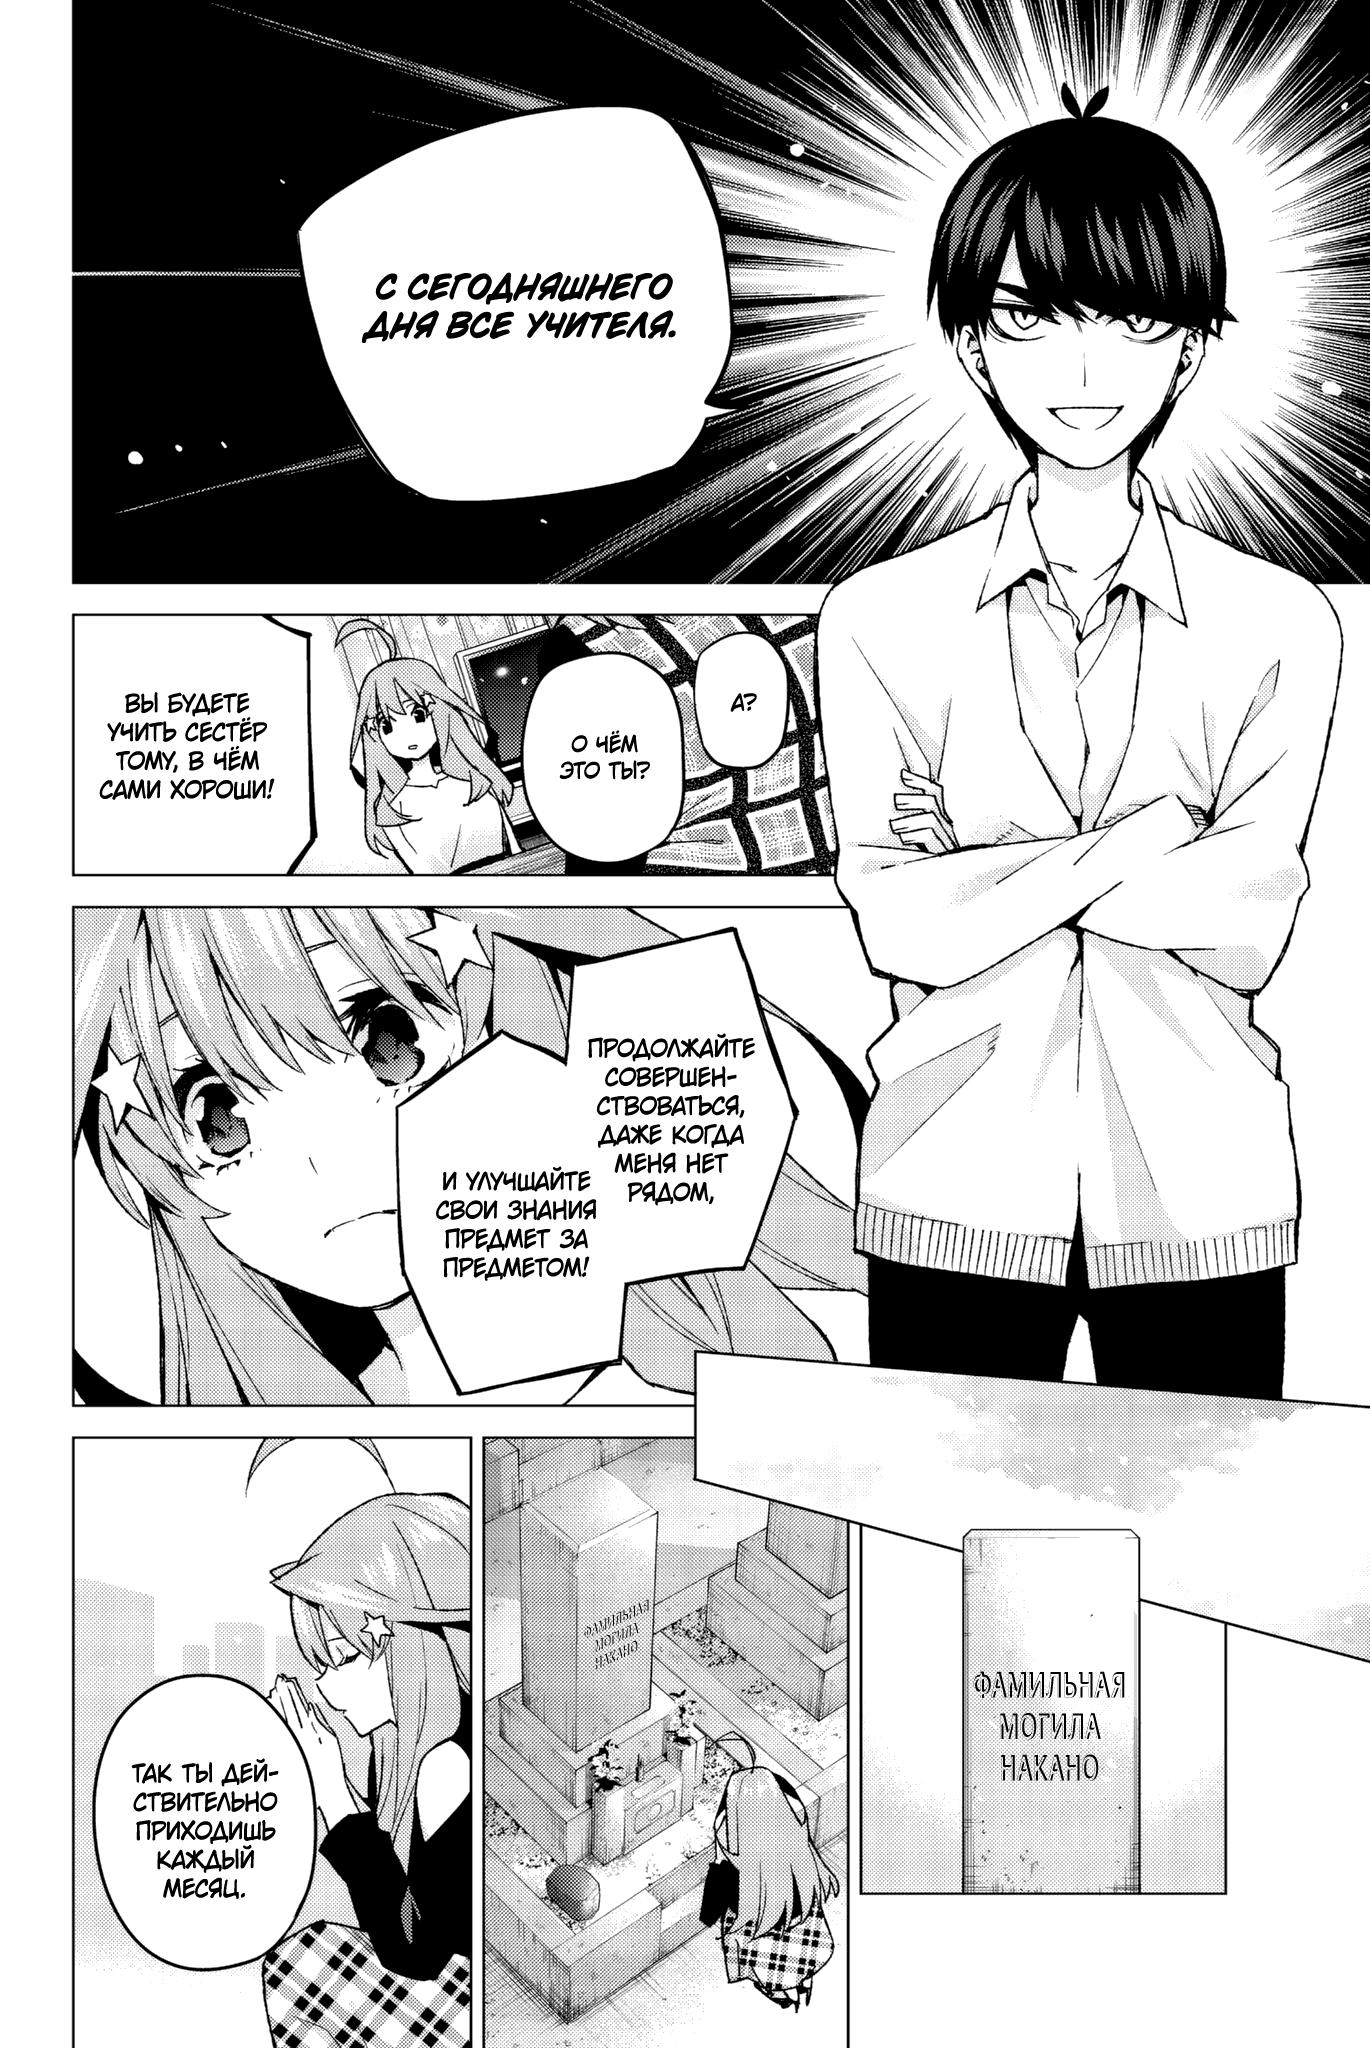 С СЕГОДНЯШНЕГО
ДНЯ ВСЕ УЧИТЕЛЯ.
А?
О ЧЁМ
ЭТО ТЫ?
ВЫ БУДЕТЕ
УЧИТЬ СЕСТЁР
ТОМУ, В ЧЁМ
САМИ ХОРОШИ!
ПРОДОЛЖАЙТЕ
СОВЕРШЕН-
СТВОВАТЬСЯ,
ДАЖЕ КОГДА
МЕНЯ НЕТ
РЯДОМ,
И УЛУЧШАЙТЕ
СВОИ ЗНАНИЯ
ПРЕДМЕТ ЗА
ПРЕДМЕТОМ!
ФАМИЛЬНАЯ
МОГИЛА
НАКАНО
ФАМИЛЬНАЯ
МОГИЛА
НАКАНО
ТАК ТЫ ДЕЙ-
СТВИТЕЛЬНО
ПРИХОДИШЬ
КАЖДЫЙ
МЕСЯЦ.